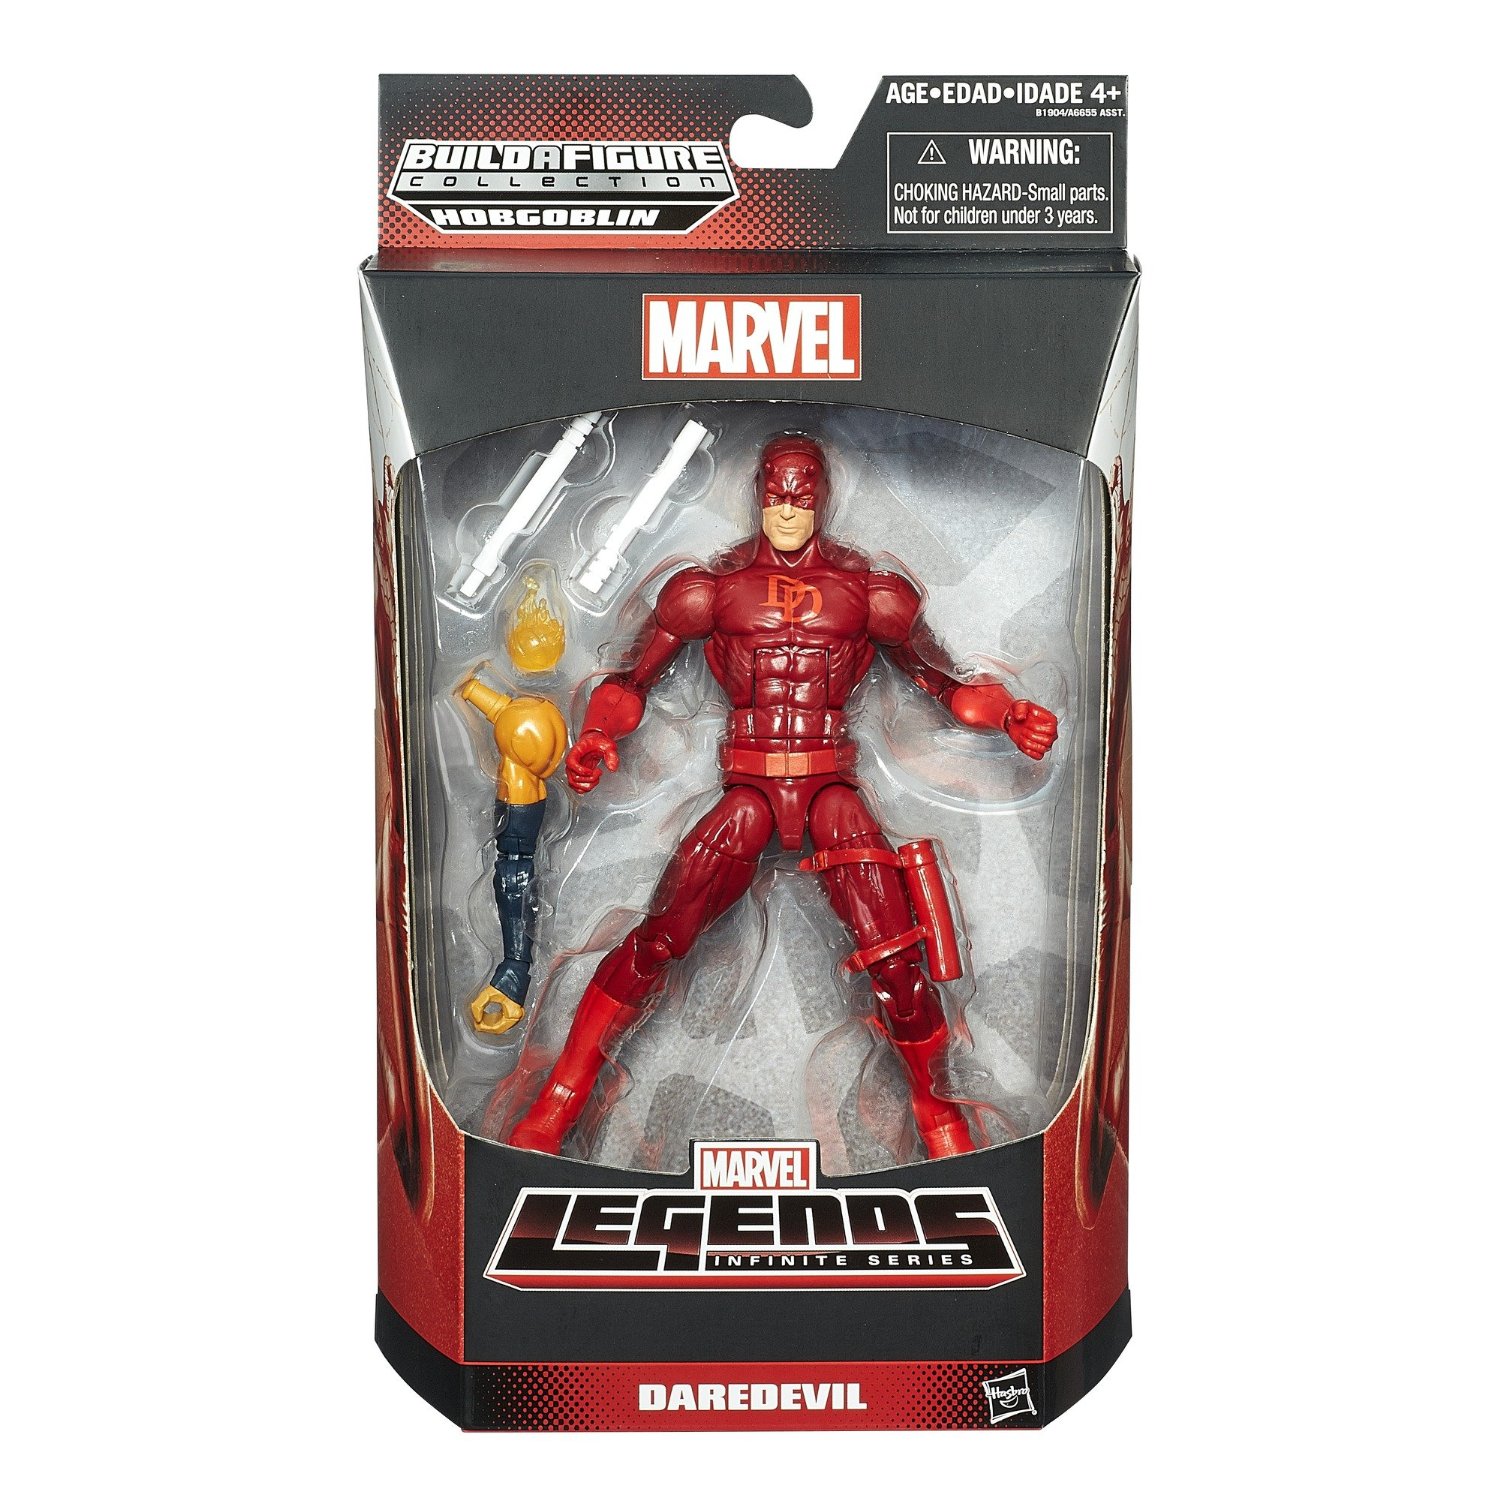 BUILD A FIGURE
COLLECTION
HOBGOBLIN
AGE•EDAD•IDADE 4+
B1904/A6655 ASST.
WARNING:
CHOKING HAZARD-Small parts.
Not for children under 3 years.
MARVEL
DD
MARVEL
LEGENDS
INFINITE SERIES
DAREDEVIL
Hasbro